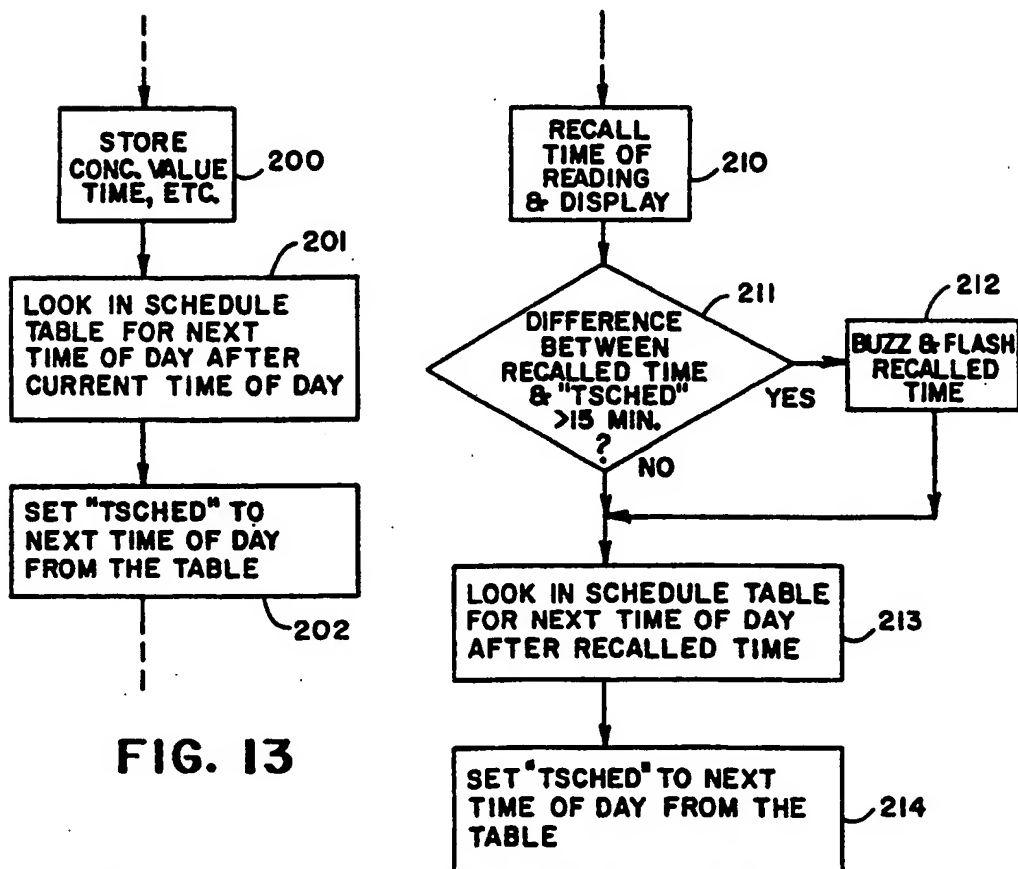 STORE
CONC. VALUE
TIME, ETC.
200
201
LOOK IN SCHEDULE
TABLE FOR NEXT
TIME OF DAY AFTER
CURRENT TIME OF DAY
SET "TSCHED" TO
NEXT TIME OF DAY
FROM THE TABLE
202
FIG. 13
RECALL
TIME OF
READING
& DISPLAY
210
211
DIFFERENCE
BETWEEN
RECALLED TIME
& "TSCHED"
>15 MIN.
?
YES
NO
212
BUZZ & FLASH
RECALLED
TIME
LOOK IN SCHEDULE TABLE
FOR NEXT TIME OF DAY
AFTER RECALLED TIME
213
SET "TSCHED" TO NEXT
TIME OF DAY FROM THE
TABLE
214